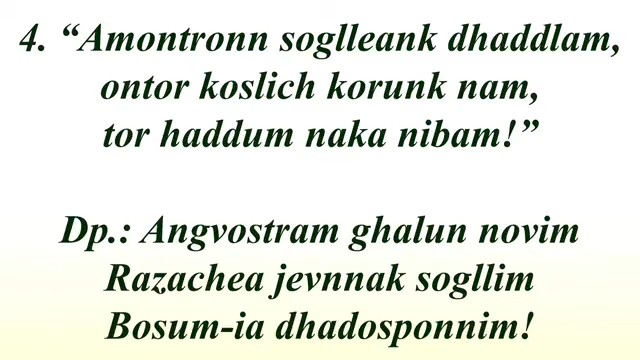 4. “Amontronn soglleank dhaddlam,
ontor koslich korunk nam,
tor haddum naka nibam!”
Dp.: Angvostram ghalun novim
Razachea jevnnak sogllim
Bosum-ia dhadosponnim!